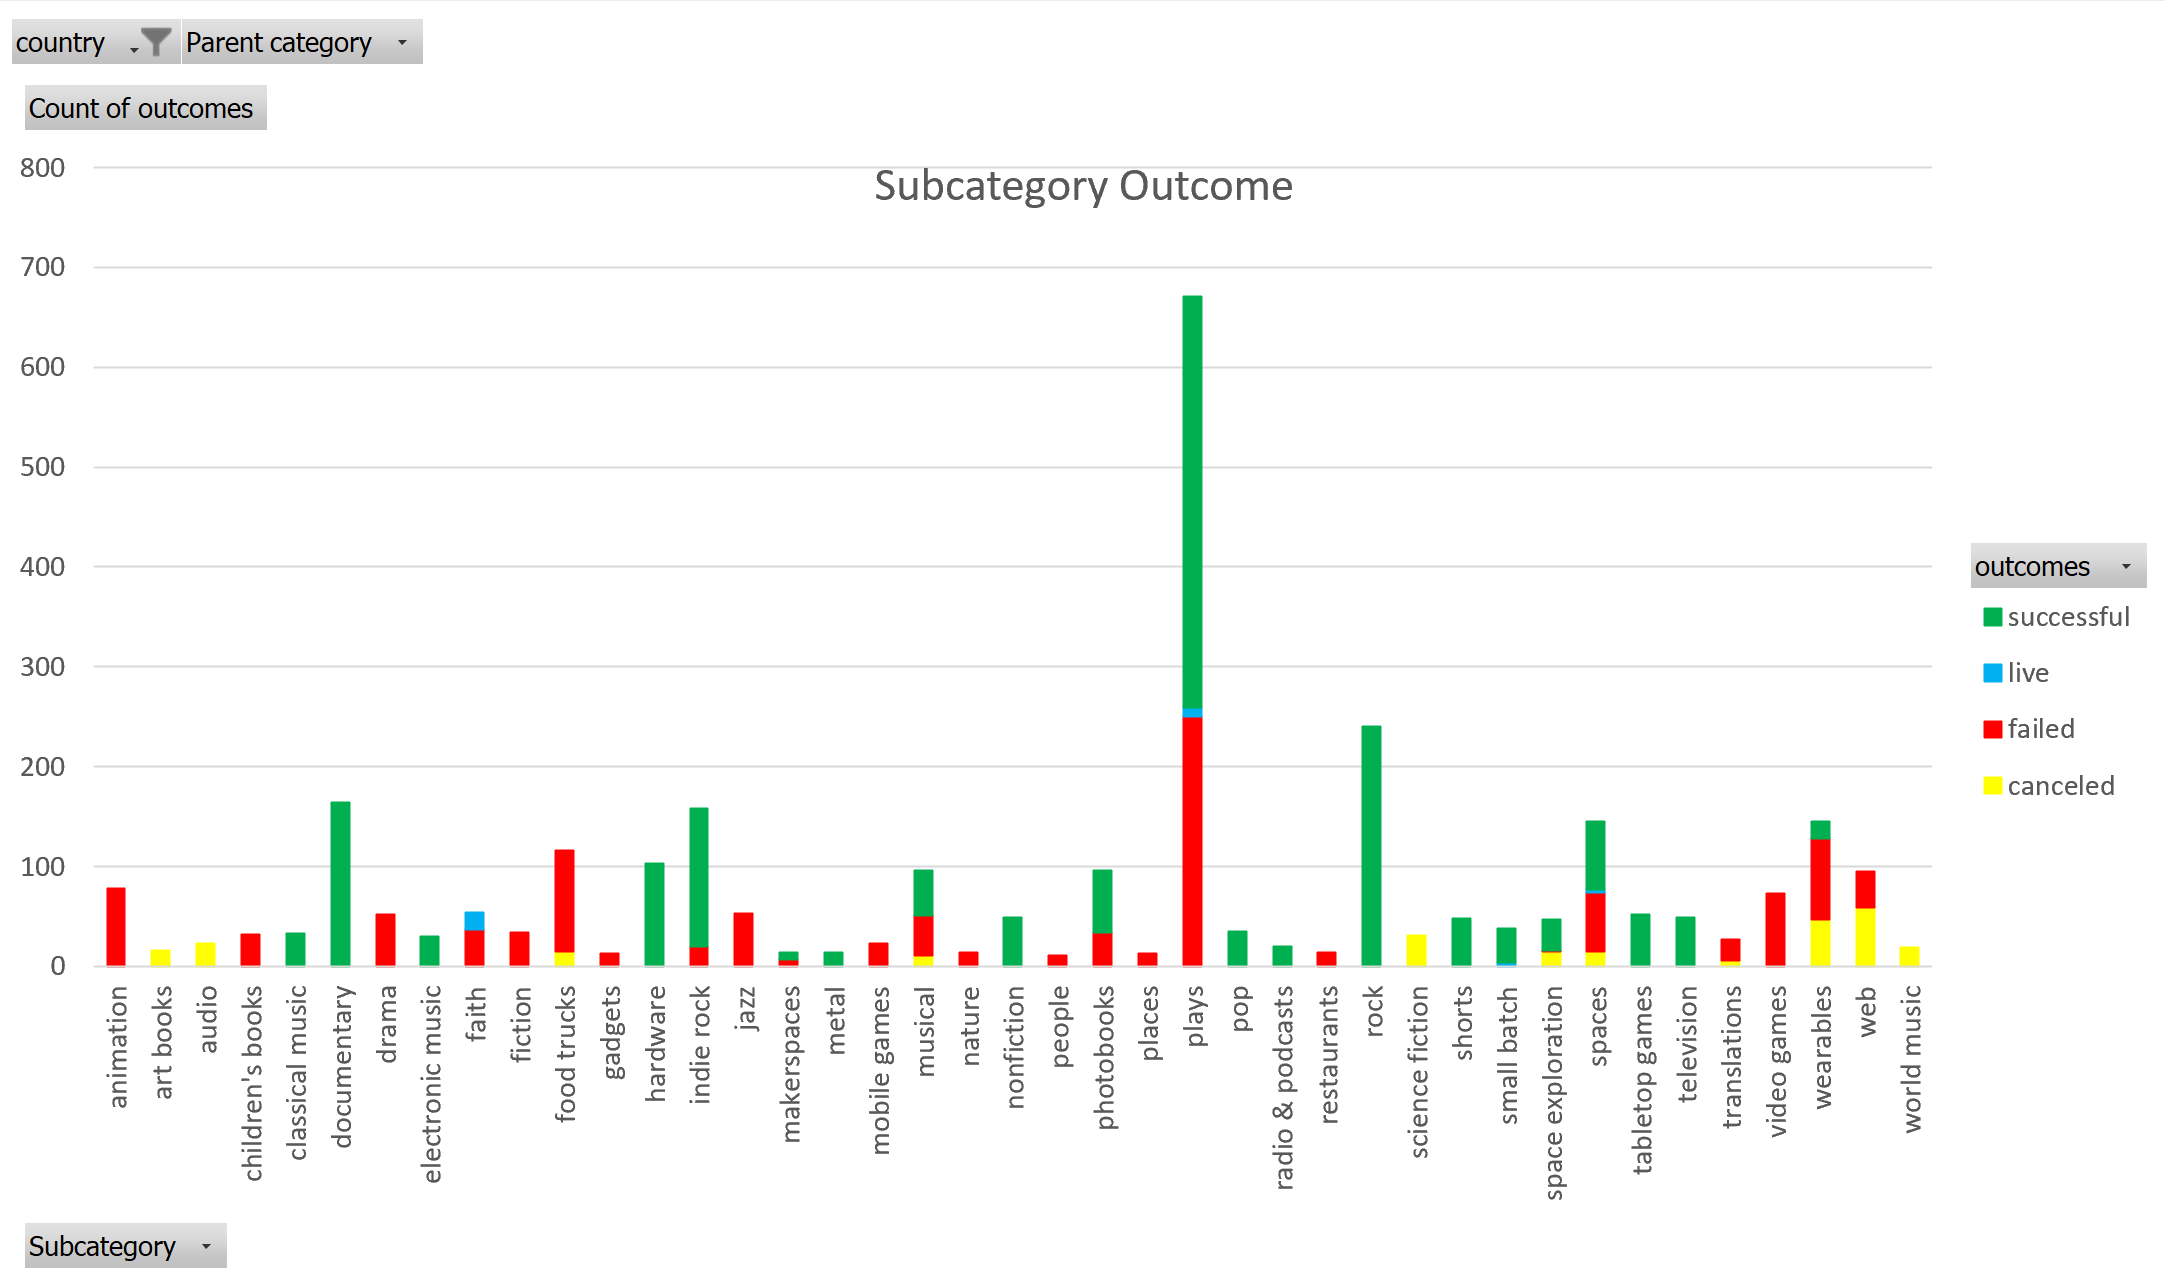 country Parent category
Count of outcomes
Subcategory Outcome
800
700
600
500
400
300
200
100
0
animation
art books
audio
children's books
classical music
documentary
drama
electronic music
faith
fiction
food trucks
gadgets
hardware
indie rock
jazz
makerspaces
metal
mobile games
musical
nature
nonfiction
people
photobooks
places
plays
pop
radio & podcasts
restaurants
rock
science fiction
shorts
small batch
space exploration
spaces
tabletop games
television
translations
video games
wearables
web
world music
outcomes
successful
live
failed
canceled
Subcategory